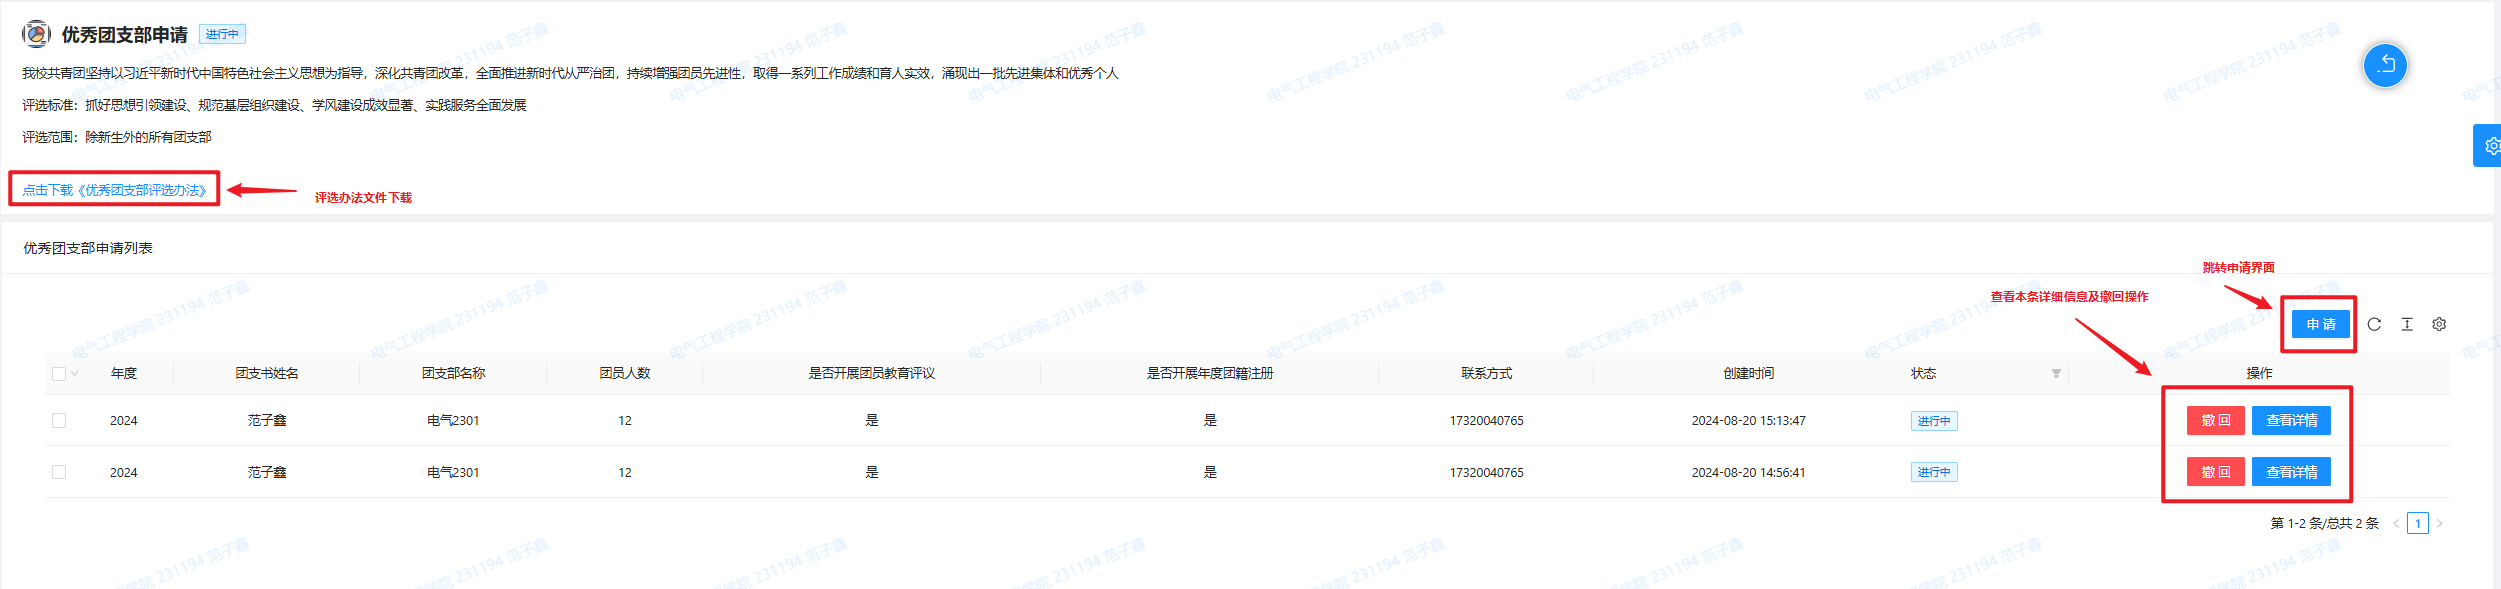 优秀团支部申请 进行中
我校共青团坚持以习近平新时代中国特色社会主义思想为指导，深化共青团改革，全面推进新时代从严治团，持续增强团员先进性，取得一系列工作成绩和育人实效，涌现出一批先进集体和优秀个人
评选标准：抓好思想引领建设、规范基层组织建设、学风建设成效显著、实践服务全面发展
评选范围：除新生外的所有团支部
点击下载《优秀团支部评选办法》 评选办法文件下载
优秀团支部申请列表
跳转申请界面
查看本条详细信息及撤回操作
申 请
年度 团支书姓名 团支部名称 团员人数 是否开展团员教育评议 是否开展年度团籍注册 联系方式 创建时间 状态 操作
2024 范子鑫 电气2301 12 是 是 17320040765 2024-08-20 15:13:47 进行中 撤 回 查看详情
2024 范子鑫 电气2301 12 是 是 17320040765 2024-08-20 14:56:41 进行中 撤 回 查看详情
第 1-2 条/总共 2 条 < 1 >
电气工程学院 231194 范子鑫